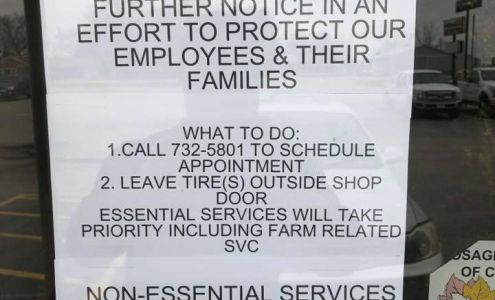 FURTHER NOTICE IN AN
EFFORT TO PROTECT OUR
EMPLOYEES & THEIR
FAMILIES
WHAT TO DO:
1.CALL 732-5801 TO SCHEDULE
APPOINTMENT
2. LEAVE TIRE(S) OUTSIDE SHOP
DOOR
ESSENTIAL SERVICES WILL TAKE
PRIORITY INCLUDING FARM RELATED
SVC
NON-ESSENTIAL SERVICES
OSAG
OF C